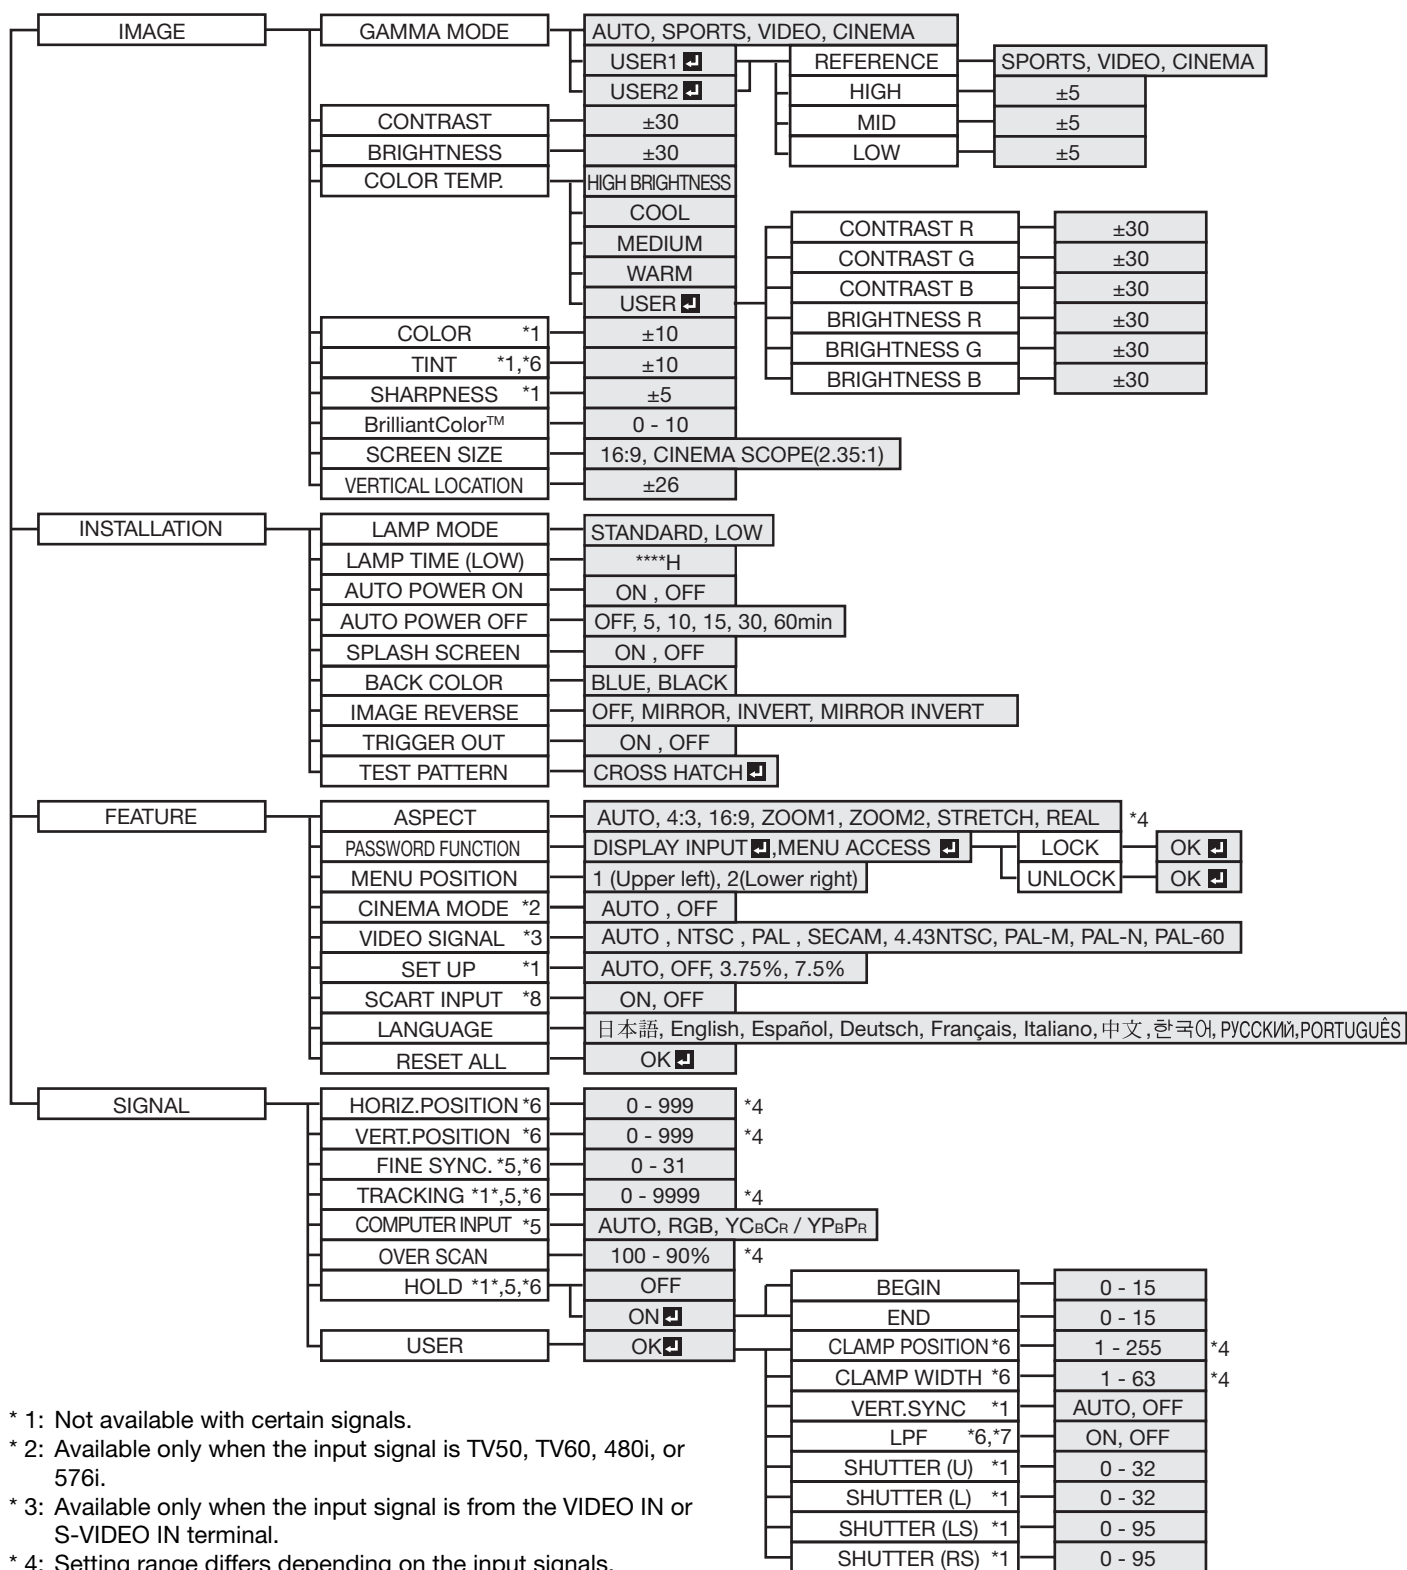 IMAGE GAMMA MODE AUTO, SPORTS, VIDEO, CINEMA
USER1 REFERENCE SPORTS, VIDEO, CINEMA
USER2 HIGH ±5
CONTRAST ±30 MID ±5
BRIGHTNESS ±30 LOW ±5
COLOR TEMP. HIGH BRIGHTNESS
COOL CONTRAST R ±30
MEDIUM CONTRAST G ±30
WARM CONTRAST B ±30
USER BRIGHTNESS R ±30
COLOR *1 ±10 BRIGHTNESS G ±30
TINT *1,*6 ±10 BRIGHTNESS B ±30
SHARPNESS *1 ±5
BrilliantColor™ 0 - 10
SCREEN SIZE 16:9, CINEMA SCOPE(2.35:1)
VERTICAL LOCATION ±26
INSTALLATION LAMP MODE STANDARD, LOW
LAMP TIME (LOW) ****H
AUTO POWER ON ON , OFF
AUTO POWER OFF OFF, 5, 10, 15, 30, 60min
SPLASH SCREEN ON , OFF
BACK COLOR BLUE, BLACK
IMAGE REVERSE OFF, MIRROR, INVERT, MIRROR INVERT
TRIGGER OUT ON , OFF
TEST PATTERN CROSS HATCH
FEATURE ASPECT AUTO, 4:3, 16:9, ZOOM1, ZOOM2, STRETCH, REAL *4
PASSWORD FUNCTION DISPLAY INPUT ,MENU ACCESS LOCK OK
MENU POSITION 1 (Upper left), 2(Lower right) UNLOCK OK
CINEMA MODE *2 AUTO , OFF
VIDEO SIGNAL *3 AUTO , NTSC , PAL , SECAM, 4.43NTSC, PAL-M, PAL-N, PAL-60
SET UP *1 AUTO, OFF, 3.75%, 7.5%
SCART INPUT *8 ON, OFF
LANGUAGE 日本語, English, Español, Deutsch, Français, Italiano, 中文, 한국어, РУССКИЙ,PORTUGUÊS
RESET ALL OK
SIGNAL HORIZ.POSITION *6 0 - 999 *4
VERT.POSITION *6 0 - 999 *4
FINE SYNC. *5,*6 0 - 31
TRACKING *1*,5,*6 0 - 9999 *4
COMPUTER INPUT *5 AUTO, RGB, YCBCR / YPBPR
OVER SCAN 100 - 90% *4
HOLD *1*,5,*6 OFF BEGIN 0 - 15
ON END 0 - 15
USER OK CLAMP POSITION *6 1 - 255 *4
CLAMP WIDTH *6 1 - 63 *4
VERT.SYNC *1 AUTO, OFF
LPF *6,*7 ON, OFF
SHUTTER (U) *1 0 - 32
SHUTTER (L) *1 0 - 32
SHUTTER (LS) *1 0 - 95
SHUTTER (RS) *1 0 - 95
* 1: Not available with certain signals.
* 2: Available only when the input signal is TV50, TV60, 480i, or
576i.
* 3: Available only when the input signal is from the VIDEO IN or
S-VIDEO IN terminal.
* 4: Setting range differs depending on the input signals.